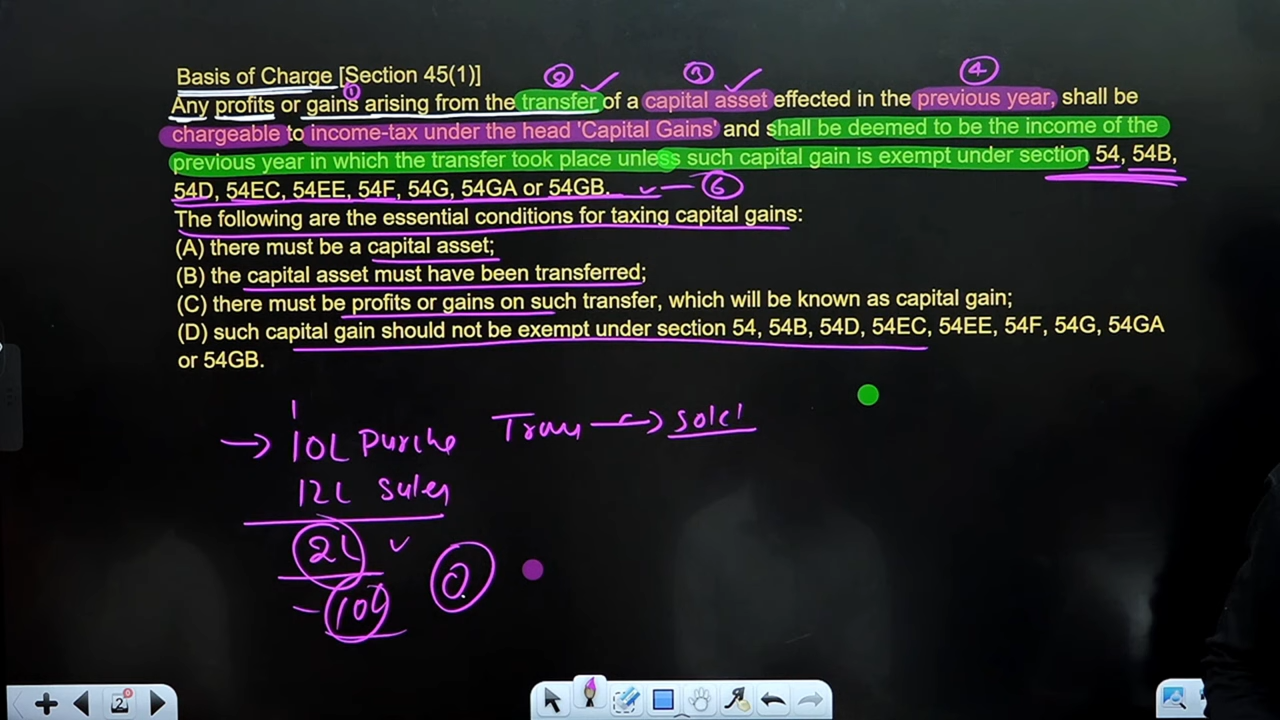 Basis of Charge [Section 45(1)]
Any profits or gains arising from the transfer of a capital asset effected in the previous year, shall be
chargeable to income-tax under the head 'Capital Gains' and shall be deemed to be the income of the
previous year in which the transfer took place unless such capital gain is exempt under section 54, 54B,
54D, 54EC, 54EE, 54F, 54G, 54GA or 54GB. 6
The following are the essential conditions for taxing capital gains:
(A) there must be a capital asset;
(B) the capital asset must have been transferred;
(C) there must be profits or gains on such transfer, which will be known as capital gain;
(D) such capital gain should not be exempt under section 54, 54B, 54D, 54EC, 54EE, 54F, 54G, 54GA
or 54GB.
10L Purche Tran sold
12L Sales
2L
-10L 0
2